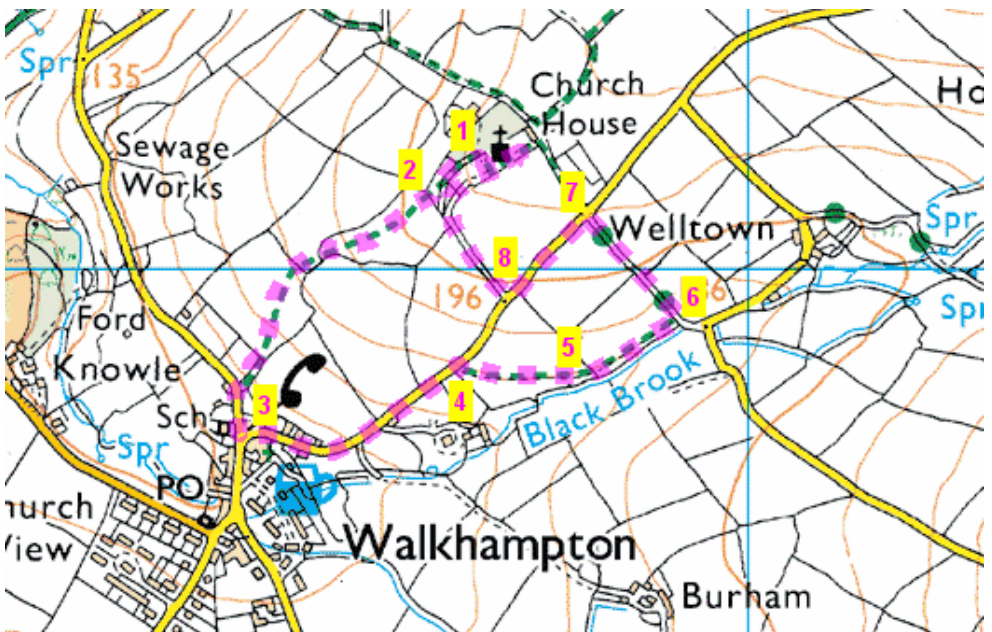 Spr
135
Church
House
Ho
Sewage
Works
1
2
7
Welltown
Spr
8
196
6
86
Spr
Ford
5
Knowle
3
4
Sch
Black Brook
Spr
PO
hurch
View
Walkhampton
Burham